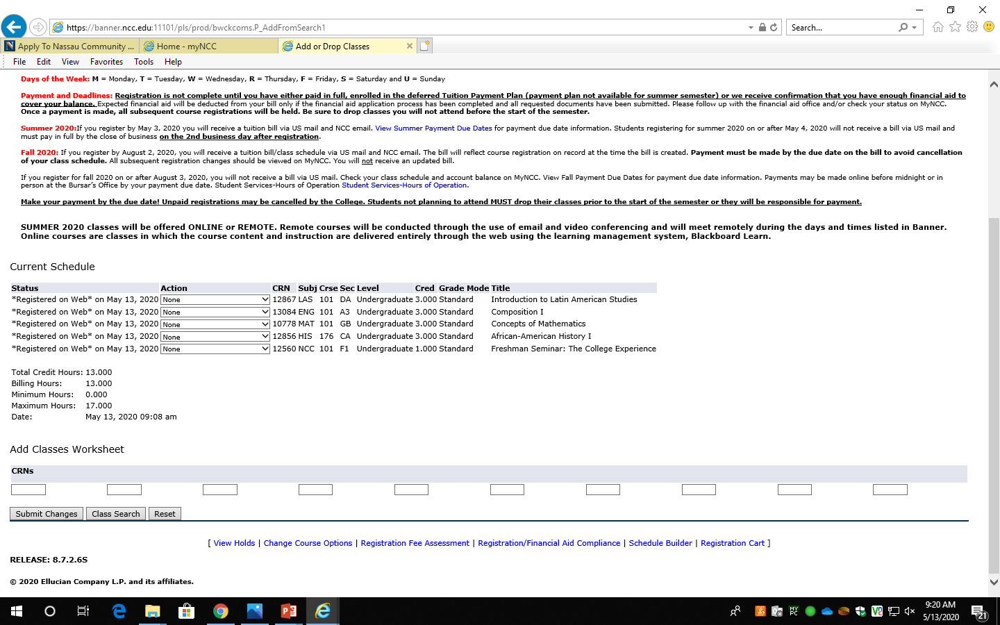 https://banner.ncc.edu:11101/pls/prod/bwckcoms.P_AddFromSearch1
Search...
Apply To Nassau Community ...
Home - myNCC
Add or Drop Classes
File Edit View Favorites Tools Help
Days of the Week: M = Monday, T = Tuesday, W = Wednesday, R = Thursday, F = Friday, S = Saturday and U = Sunday
Payment and Deadlines: Registration is not complete until you have either paid in full, enrolled in the deferred Tuition Payment Plan (payment plan not available for summer semester) or we receive confirmation that you have enough financial aid to
cover your balance. Expected financial aid will be deducted from your bill only if the financial aid application process has been completed and all requested documents have been submitted. Please follow up with the financial aid office and/or check your status on MyNCC.
Once a payment is made, all subsequent course registrations will be held. Be sure to drop classes you will not attend before the start of the semester.
Summer 2020:If you register by May 3, 2020 you will receive a tuition bill via US mail and NCC email. View Summer Payment Due Dates for payment due date information. Students registering for summer 2020 on or after May 4, 2020 will not receive a bill via US mail and
must pay in full by the close of business on the 2nd business day after registration.
Fall 2020: If you register by August 2, 2020, you will receive a tuition bill/class schedule via US mail and NCC email. The bill will reflect course registration on record at the time the bill is created. Payment must be made by the due date on the bill to avoid cancellation
of your class schedule. All subsequent registration changes should be viewed on MyNCC. You will not receive an updated bill.
If you register for fall 2020 on or after August 3, 2020, you will not receive a bill via US mail. Check your class schedule and account balance on MyNCC. View Fall Payment Due Dates for payment due date information. Payments may be made online before midnight or in
person at the Bursar's Office by your payment due date. Student Services-Hours of Operation Student Services-Hours of Operation.
Make your payment by the due date! Unpaid registrations may be cancelled by the College. Students not planning to attend MUST drop their classes prior to the start of the semester or they will be responsible for payment.
SUMMER 2020 classes will be offered ONLINE or REMOTE. Remote courses will be conducted through the use of email and video conferencing and will meet remotely during the days and times listed in Banner.
Online courses are classes in which the course content and instruction are delivered entirely through the web using the learning management system, Blackboard Learn.
Current Schedule
Status Action CRN Subj Crse Sec Level Cred Grade Mode Title
*Registered on Web* on May 13, 2020 None 12867 LAS 101 DA Undergraduate 3.000 Standard Introduction to Latin American Studies
*Registered on Web* on May 13, 2020 None 13084 ENG 101 A3 Undergraduate 3.000 Standard Composition I
*Registered on Web* on May 13, 2020 None 10778 MAT 101 GB Undergraduate 3.000 Standard Concepts of Mathematics
*Registered on Web* on May 13, 2020 None 12856 HIS 176 CA Undergraduate 3.000 Standard African-American History I
*Registered on Web* on May 13, 2020 None 12560 NCC 101 F1 Undergraduate 1.000 Standard Freshman Seminar: The College Experience
Total Credit Hours: 13.000
Billing Hours: 13.000
Minimum Hours: 0.000
Maximum Hours: 17.000
Date: May 13, 2020 09:08 am
Add Classes Worksheet
CRNs
Submit Changes Class Search Reset
[ View Holds | Change Course Options | Registration Fee Assessment | Registration/Financial Aid Compliance | Schedule Builder | Registration Cart ]
RELEASE: 8.7.2.6S
© 2020 Ellucian Company L.P. and its affiliates.
MY PC
9:20 AM
5/13/2020
21